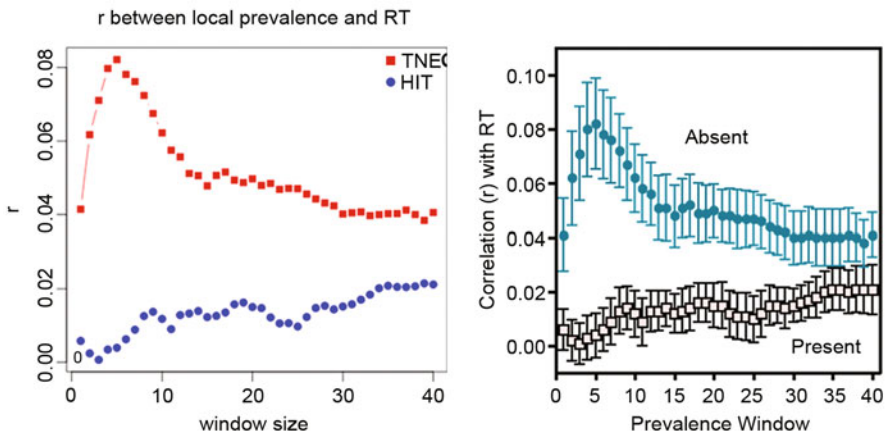 r between local prevalence and RT
0.08
0.06
0.04
0.02
0.00
r
TNEG
HIT
0
0
10
20
30
40
window size
0.10
0.08
0.06
0.04
0.02
0.00
Correlation (r) with RT
Absent
Present
0
5
10
15
20
25
30
35
40
Prevalence Window